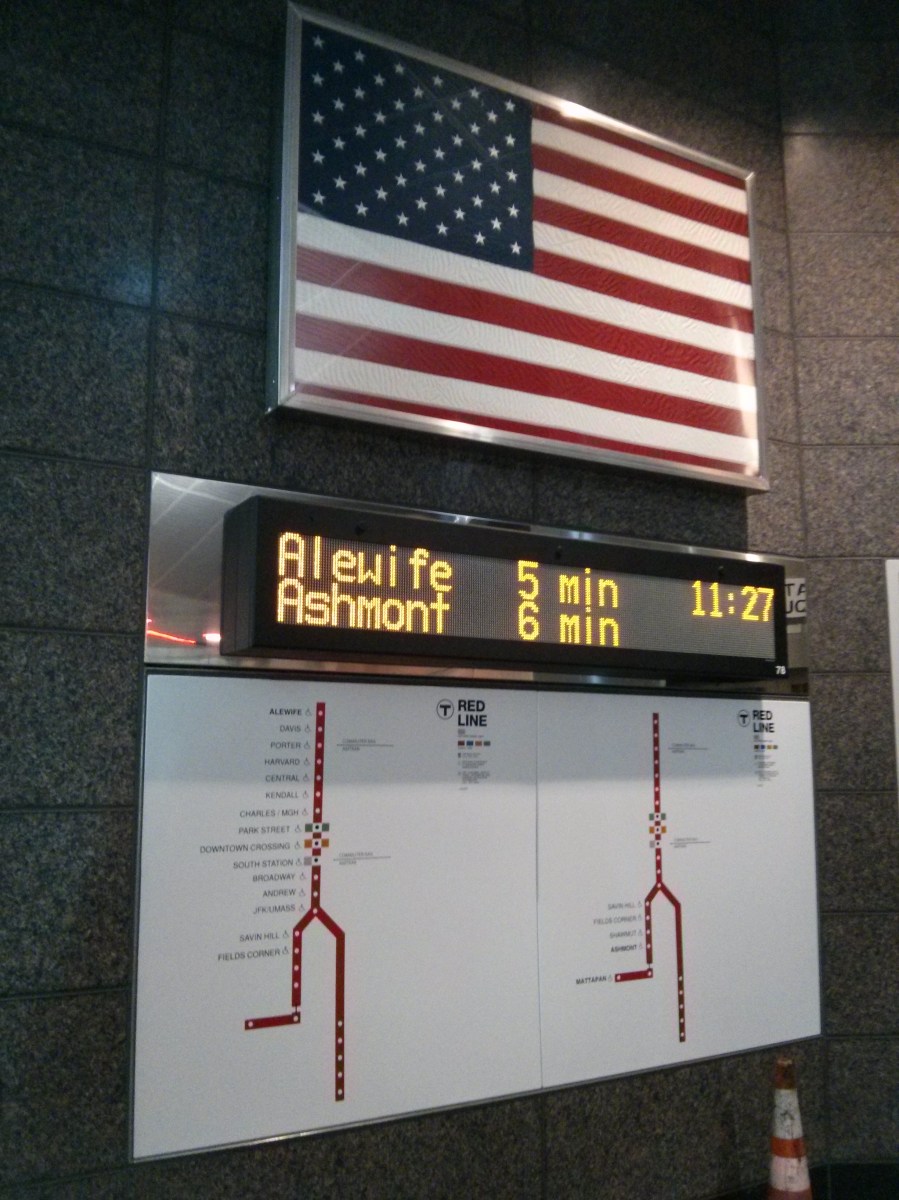 Alewife 5 min 11:27
Ashmont 6 min
78
ALEWIFE
DAVIS
PORTER
HARVARD
CENTRAL
KENDALL
CHARLES / MGH
PARK STREET
DOWNTOWN CROSSING
SOUTH STATION
BROADWAY
ANDREW
JFK/UMASS
SAVIN HILL
FIELDS CORNER
T RED
LINE
T RED
LINE
SAVIN HILL
FIELDS CORNER
SHAWMUT
ASHMONT
MATTAPAN